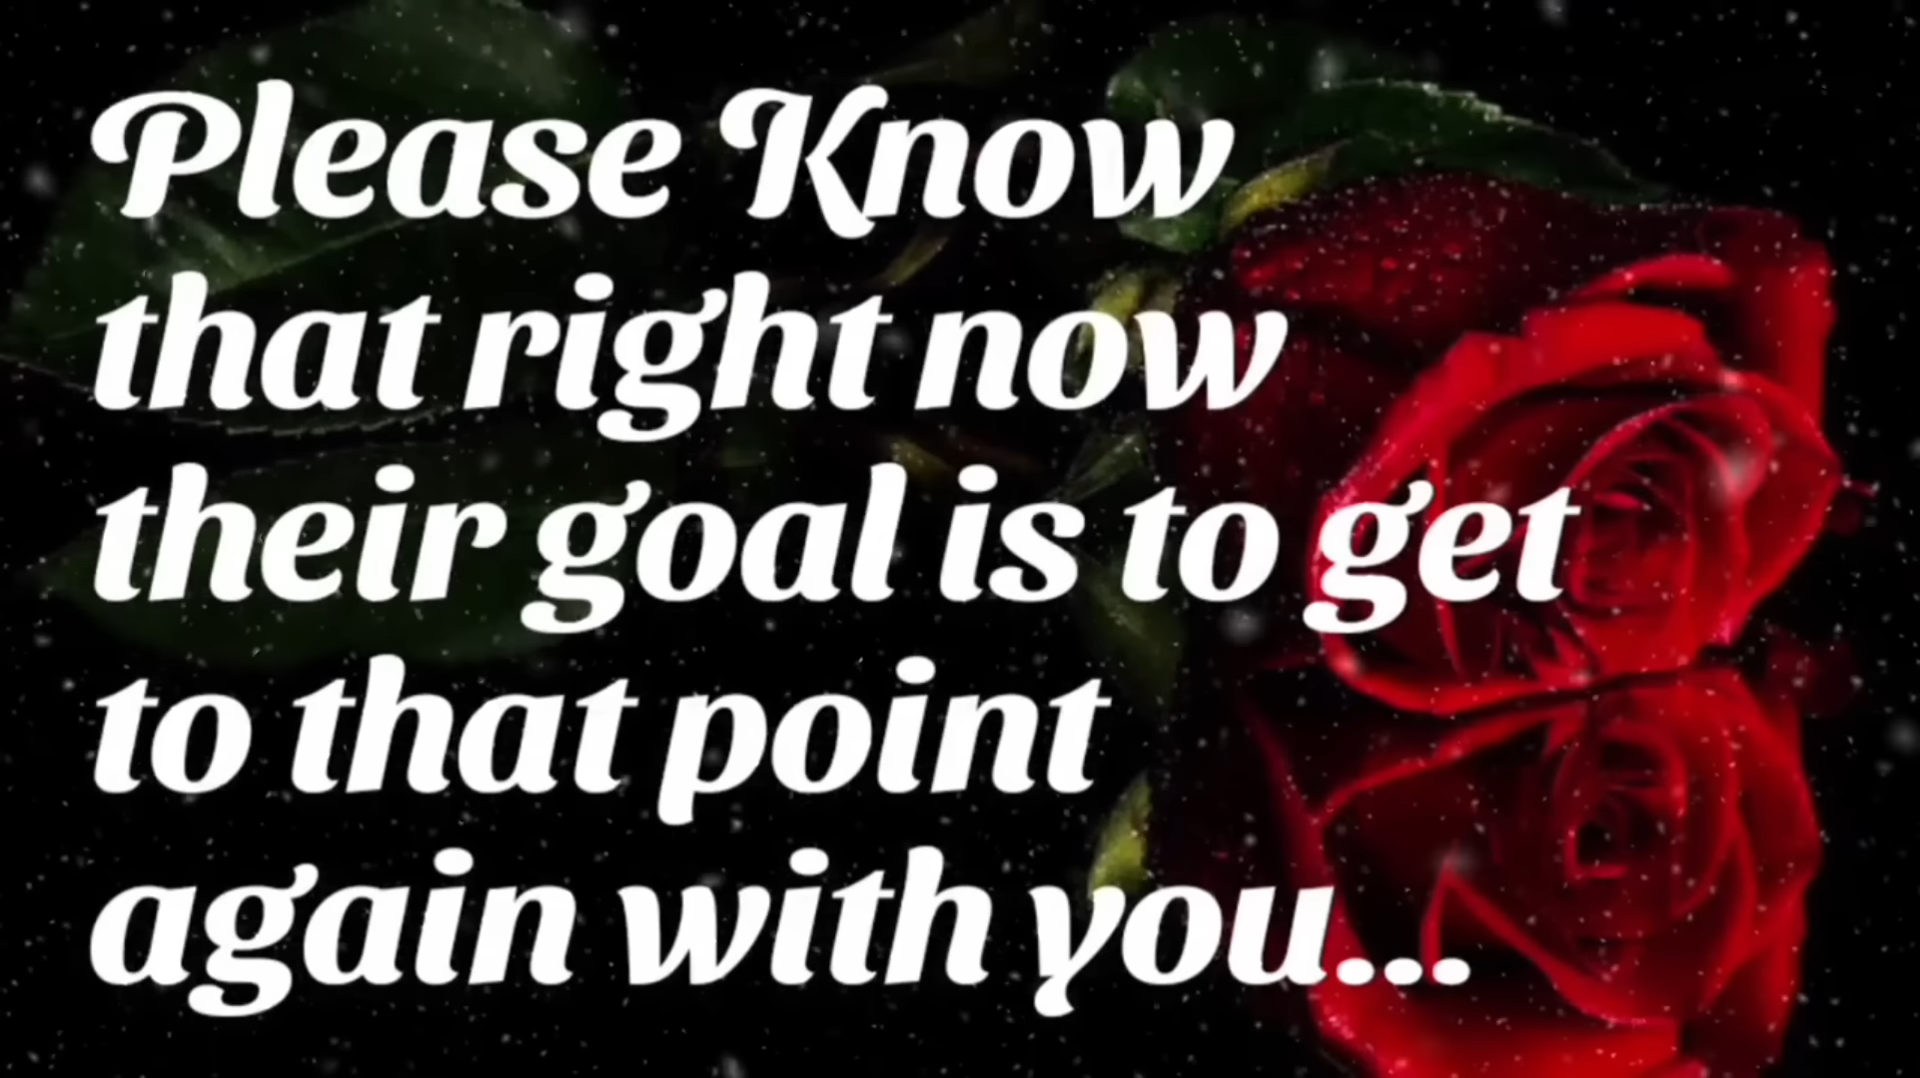 Please Know
that right now
their goal is to get
to that point
again with you...